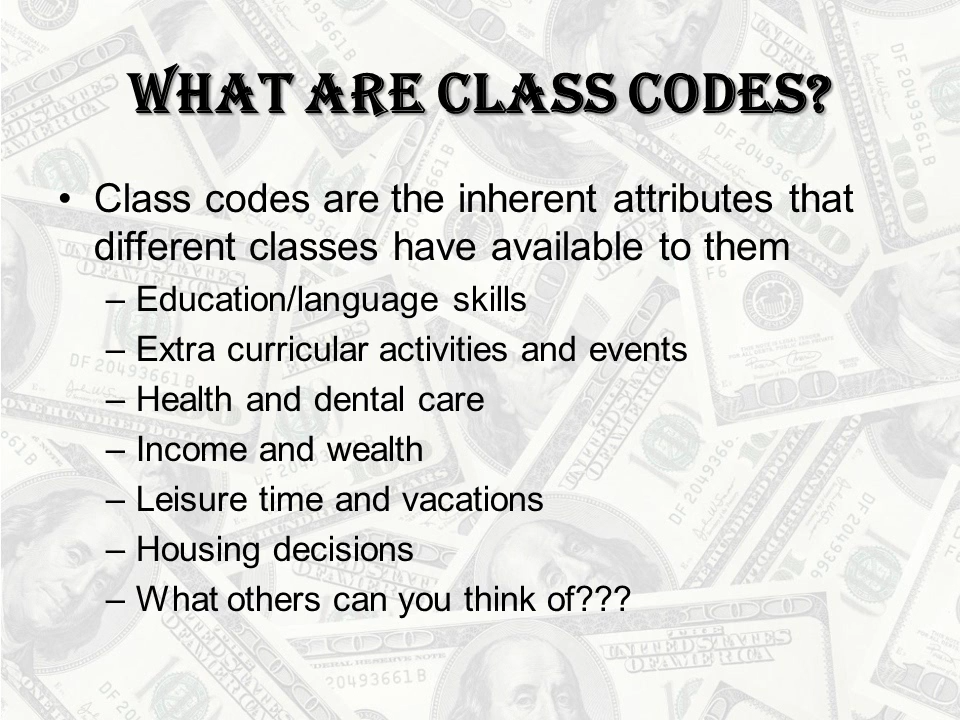 WHAT ARE CLASS CODES?
• Class codes are the inherent attributes that
different classes have available to them
– Education/language skills
– Extra curricular activities and events
– Health and dental care
– Income and wealth
– Leisure time and vacations
– Housing decisions
– What others can you think of???